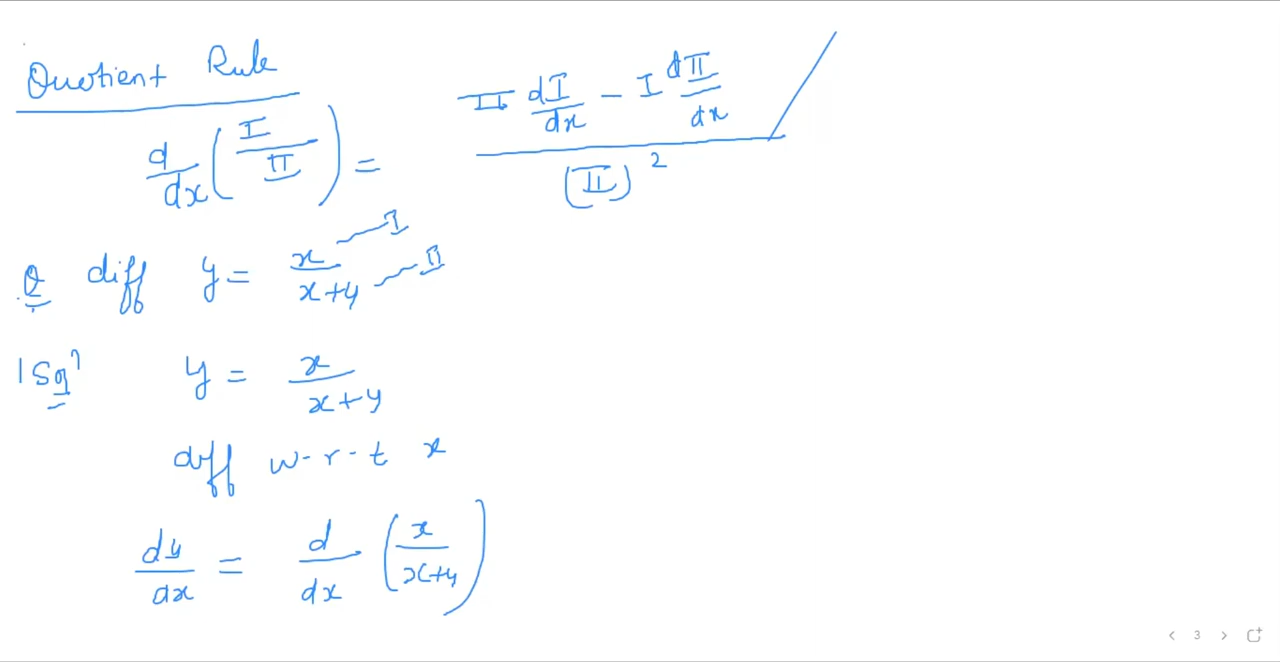 Quotient Rule
d/dx (I/II) = (II dI/dx - I dII/dx)/(II)²
Q diff y = x/(x+4) ~ I ~ II
|Solⁿ y = x/(x+4)
diff w-r-t x
dy/dx = d/dx (x/(x+4))
3